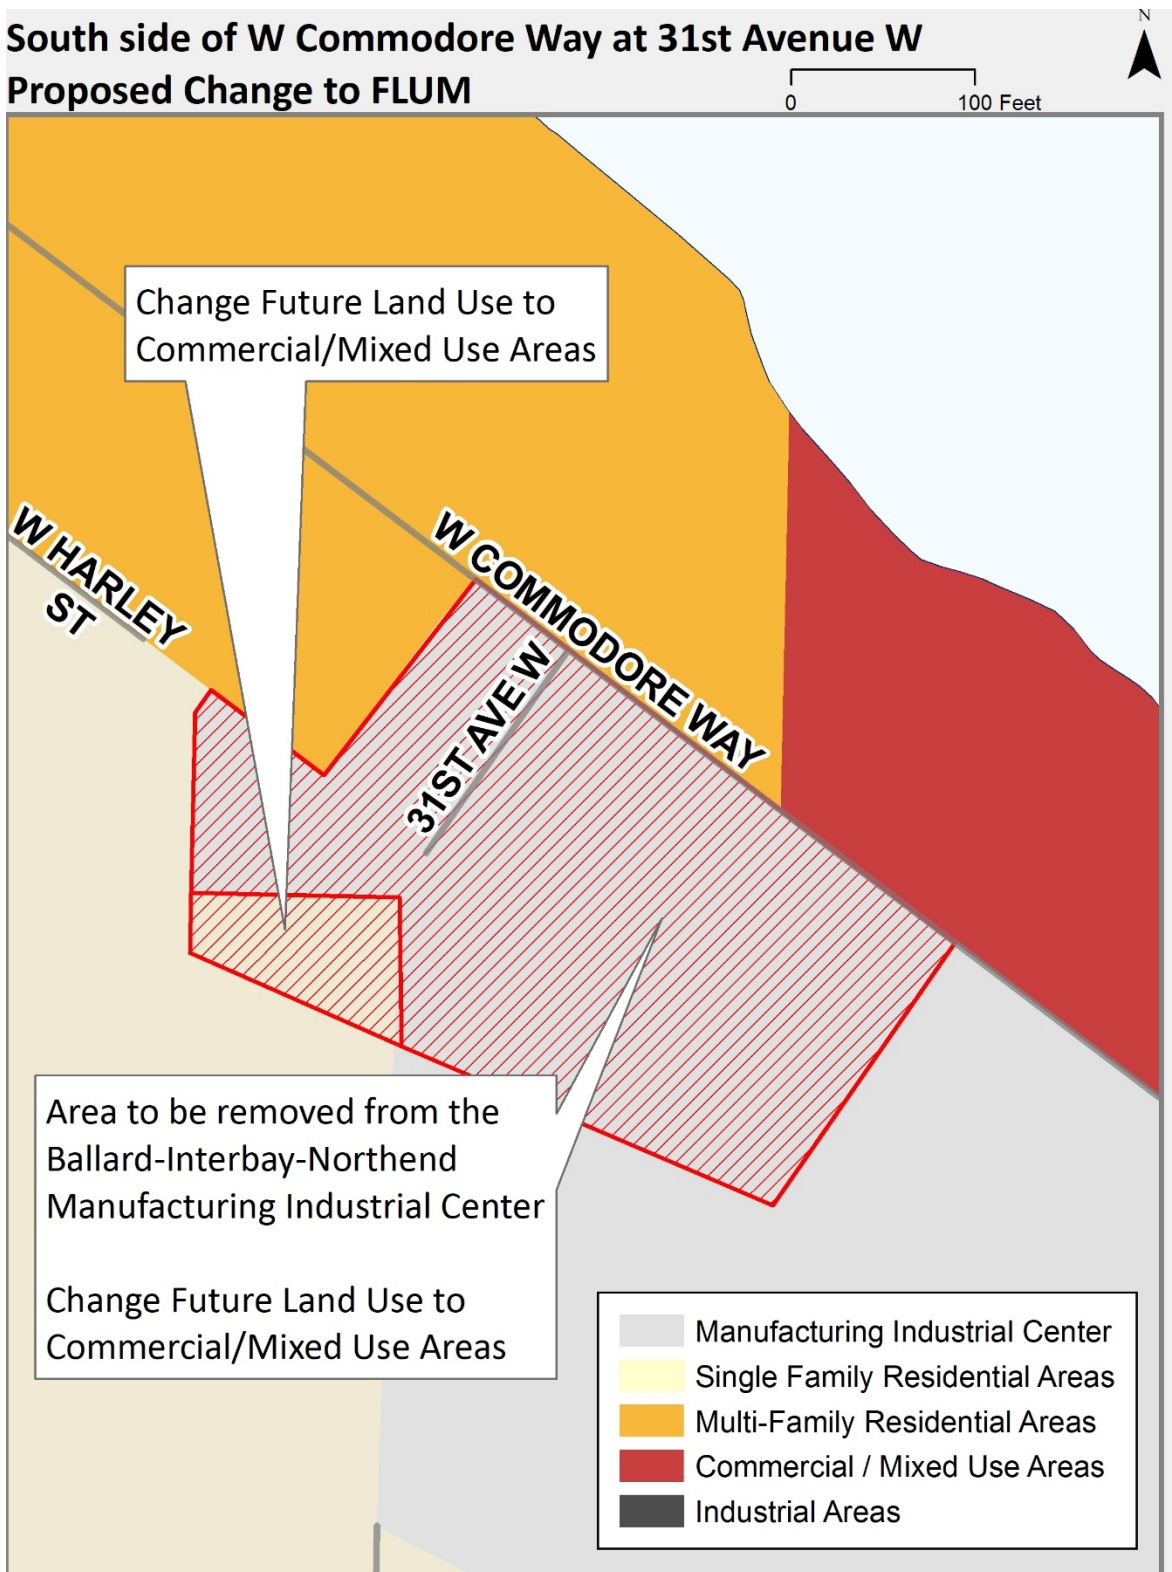 South side of W Commodore Way at 31st Avenue W
Proposed Change to FLUM
N
0 100 Feet
Change Future Land Use to
Commercial/Mixed Use Areas
W HARLEY
ST
W COMMODORE WAY
31ST AVE W
Area to be removed from the
Ballard-Interbay-Northend
Manufacturing Industrial Center
Change Future Land Use to
Commercial/Mixed Use Areas
Manufacturing Industrial Center
Single Family Residential Areas
Multi-Family Residential Areas
Commercial / Mixed Use Areas
Industrial Areas